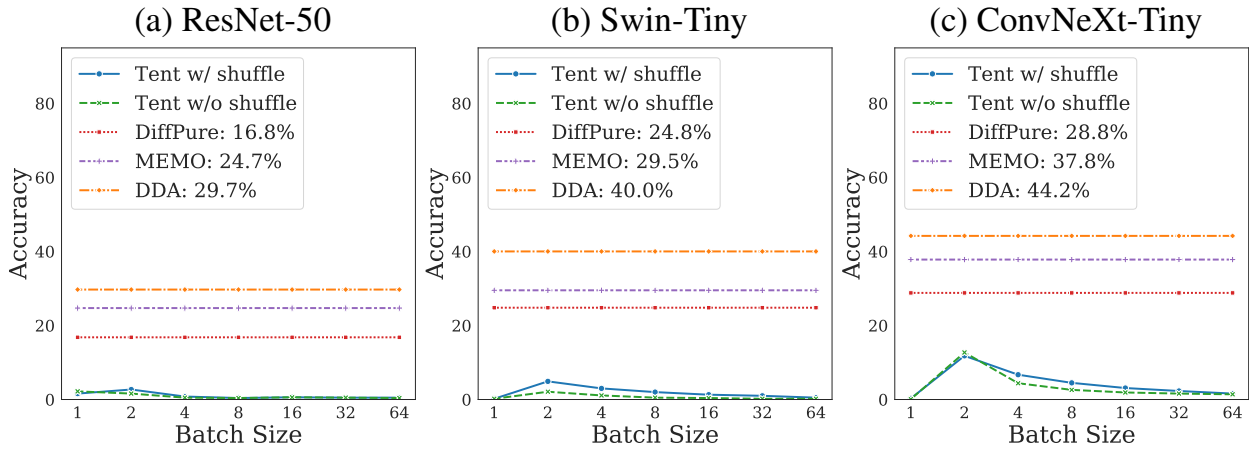 (a) ResNet-50
Tent w/ shuffle
Tent w/o shuffle
DiffPure: 16.8%
MEMO: 24.7%
DDA: 29.7%
Accuracy
80
60
40
20
0
1 2 4 8 16 32 64
Batch Size
(b) Swin-Tiny
Tent w/ shuffle
Tent w/o shuffle
DiffPure: 24.8%
MEMO: 29.5%
DDA: 40.0%
Accuracy
80
60
40
20
0
1 2 4 8 16 32 64
Batch Size
(c) ConvNeXt-Tiny
Tent w/ shuffle
Tent w/o shuffle
DiffPure: 28.8%
MEMO: 37.8%
DDA: 44.2%
Accuracy
80
60
40
20
0
1 2 4 8 16 32 64
Batch Size